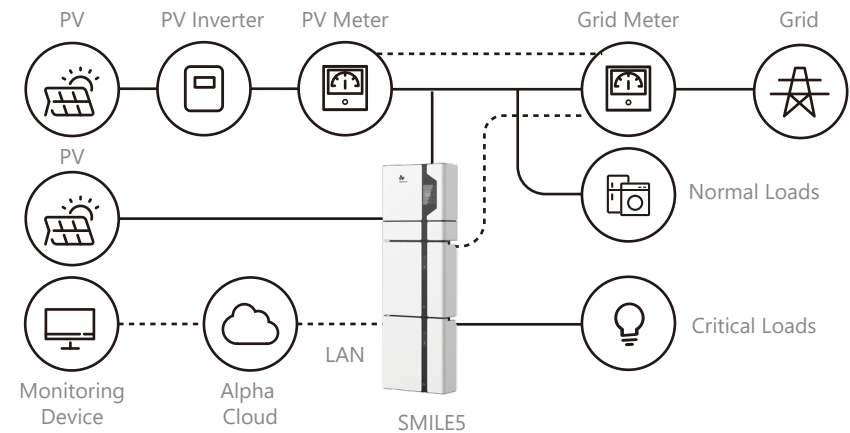 PV
PV Inverter
PV Meter
Grid Meter
Grid
PV
Normal Loads
Critical Loads
LAN
Monitoring
Device
Alpha
Cloud
SMILE5